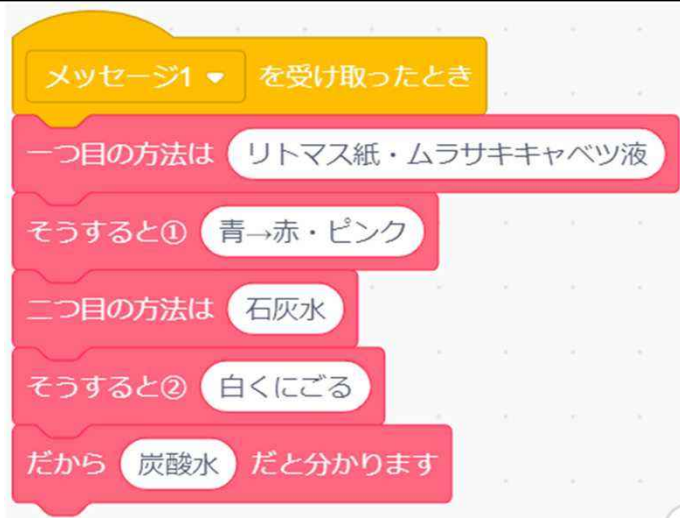 メッセージ1 を受け取ったとき
一つ目の方法は リトマス紙・ムラサキキャベツ液
そうすると① 青→赤・ピンク
二つ目の方法は 石灰水
そうすると② 白くにごる
だから 炭酸水 だと分かります